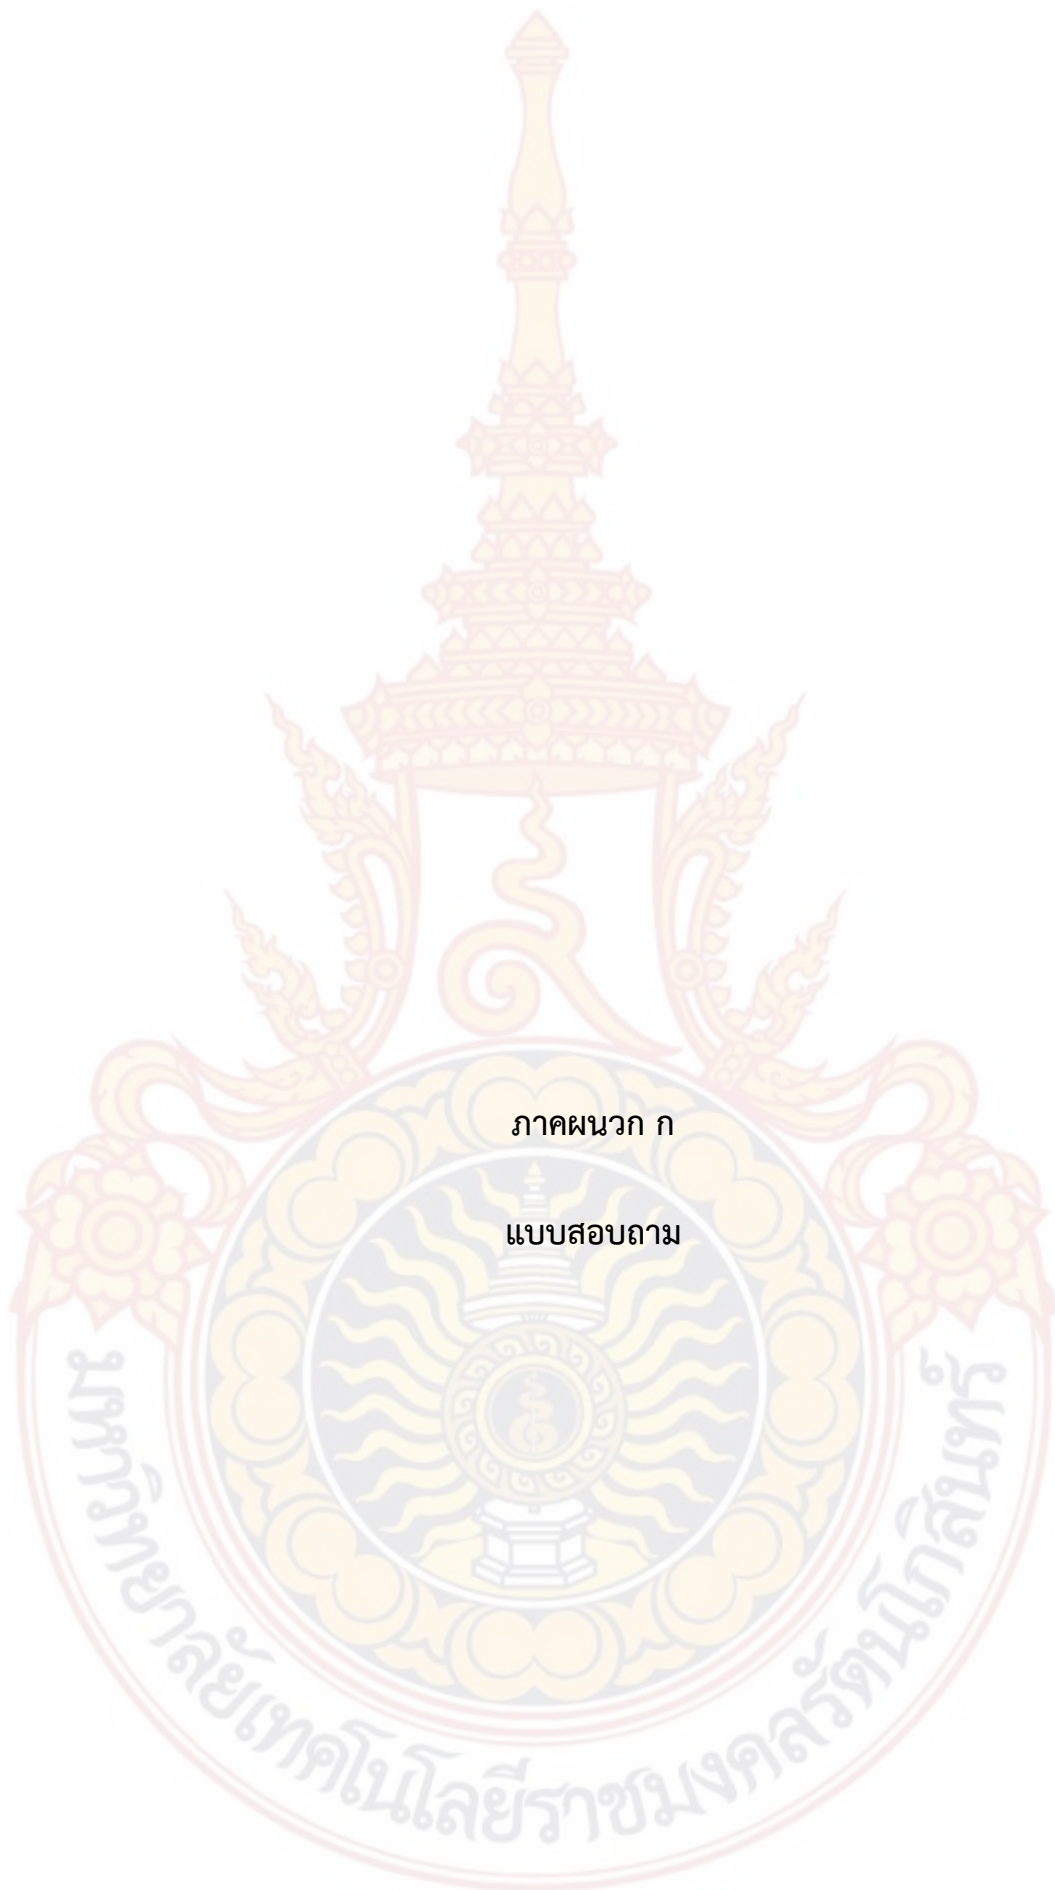 ภาคผนวก ก
แบบสอบถาม
มหาวิทยาลัยเทคโนโลยีราชมงคลรัตนโกสินทร์